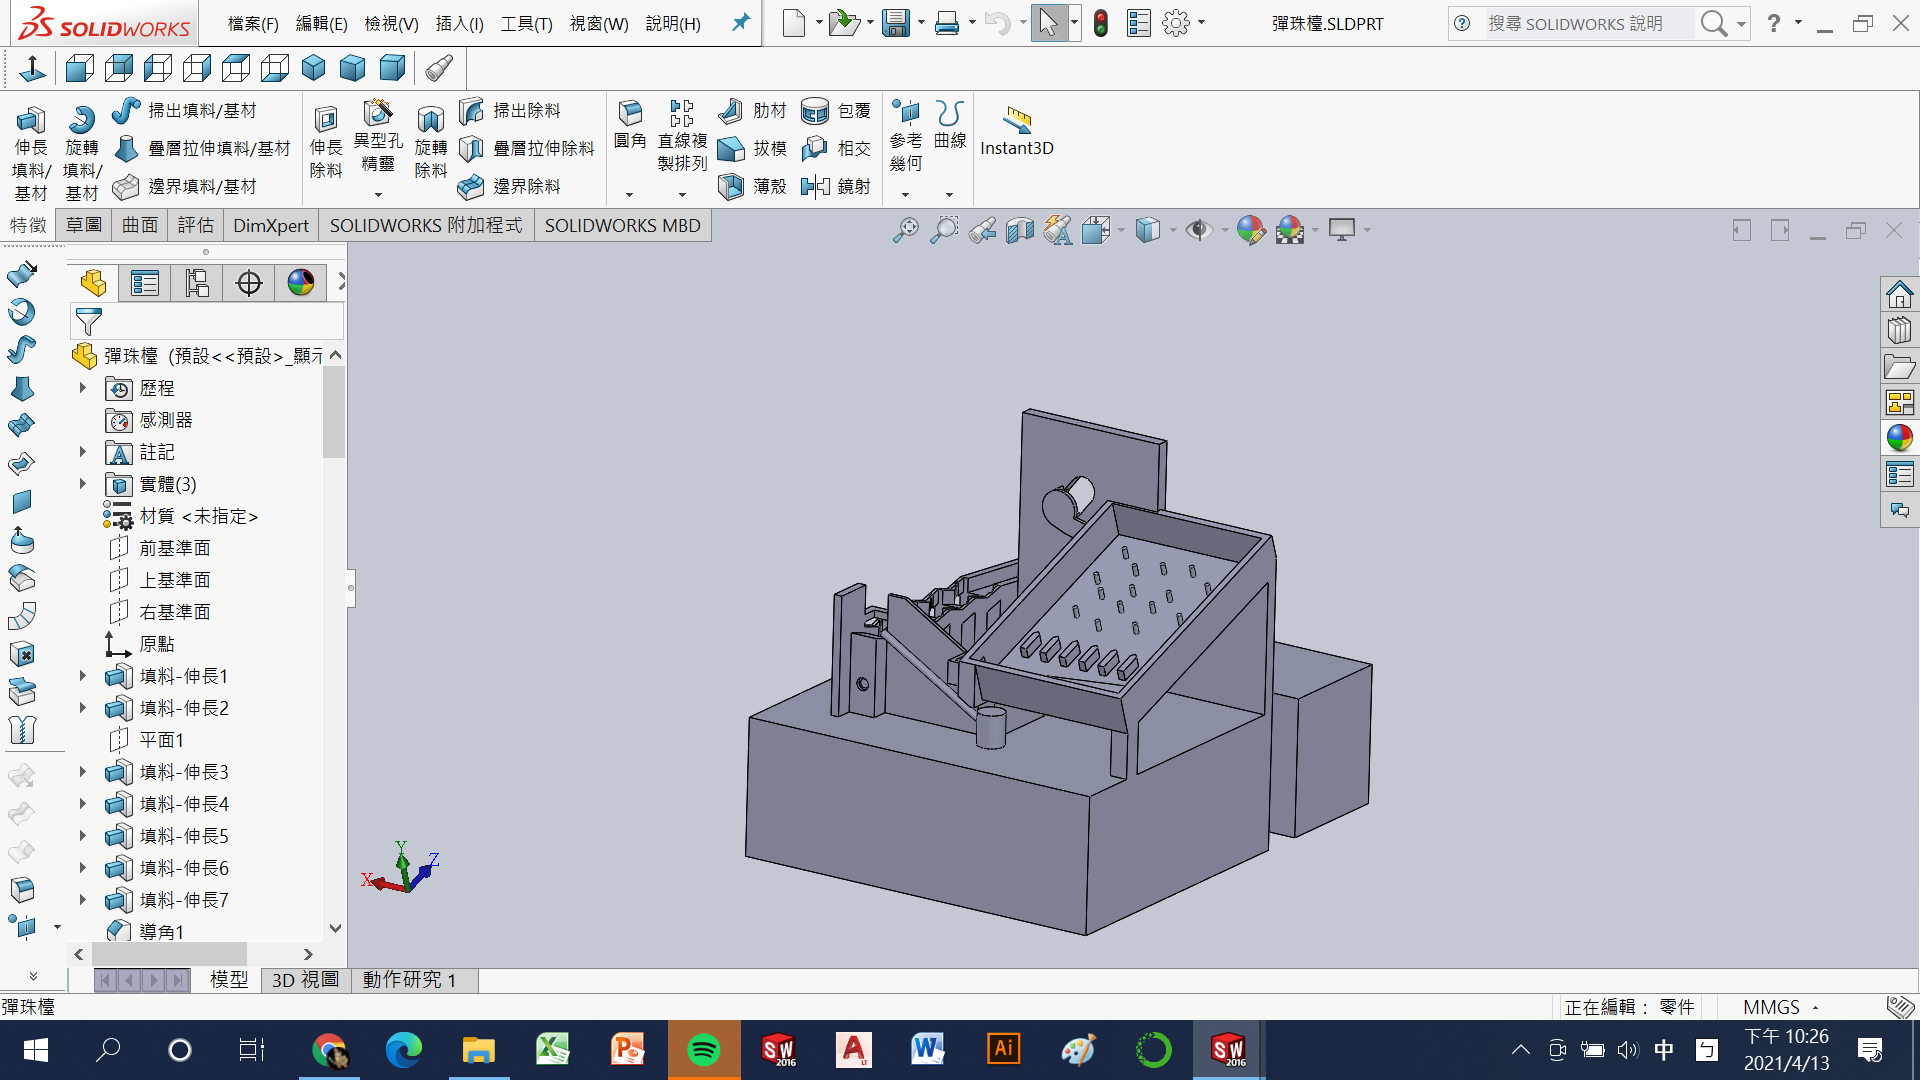 SOLIDWORKS
檔案(F) 編輯(E) 檢視(V) 插入(I) 工具(T) 視窗(W) 說明(H)
彈珠檯.SLDPRT
搜尋 SOLIDWORKS 說明
伸長填料/基材
旋轉填料/基材
掃出填料/基材
疊層拉伸填料/基材
邊界填料/基材
伸長除料
異型孔精靈
旋轉除料
掃出除料
疊層拉伸除料
邊界除料
圓角
直線複製排列
肋材
拔模
薄殼
包覆
相交
鏡射
參考幾何
曲線
Instant3D
特徵 草圖 曲面 評估 DimXpert SOLIDWORKS 附加程式 SOLIDWORKS MBD
彈珠檯 (預設<<預設>_顯示
歷程
感測器
註記
實體(3)
材質 <未指定>
前基準面
上基準面
右基準面
原點
填料-伸長1
填料-伸長2
平面1
填料-伸長3
填料-伸長4
填料-伸長5
填料-伸長6
填料-伸長7
導角1
Y
Z
X
模型 3D 視圖 動作研究 1
彈珠檯
正在編輯： 零件
MMGS
SW 2016
A LT
Ai
SW 2016
中
ㄅ
下午 10:26
2021/4/13